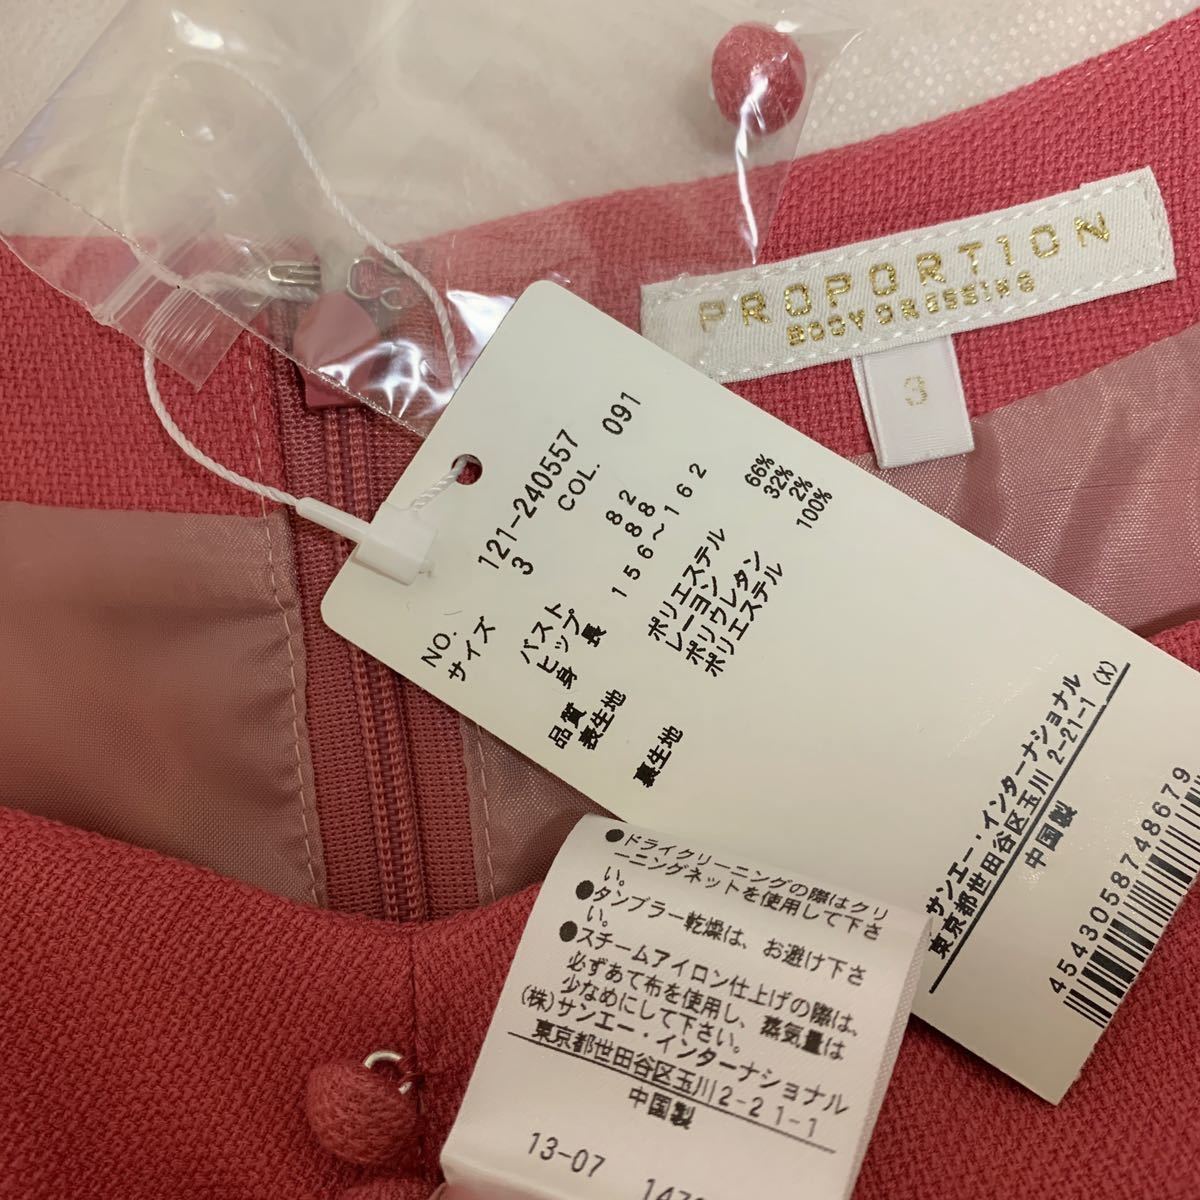 PROPORTION
BODY DRESSING
3
NO. 121-240557
サイズ 3 COL. 091
バスト 82
ヒップ 88
身長 156~162
品質
表生地 ポリエステル 66%
レーヨン 32%
ポリウレタン 2%
裏生地 ポリエステル 100%
サンエー・インターナショナル
東京都世田谷区玉川 2-21-1 (X)
中国製
4543058748679
●ドライクリーニングの際はクリ
ーニングネットを使用して下さ
い。
●タンブラー乾燥は、お避け下さ
い。
●スチームアイロン仕上げの際は、
必ずあて布を使用し、蒸気量は
少なめにして下さい。
(株)サンエー・インターナショナル
東京都世田谷区玉川2-21-1
中国製
13-07